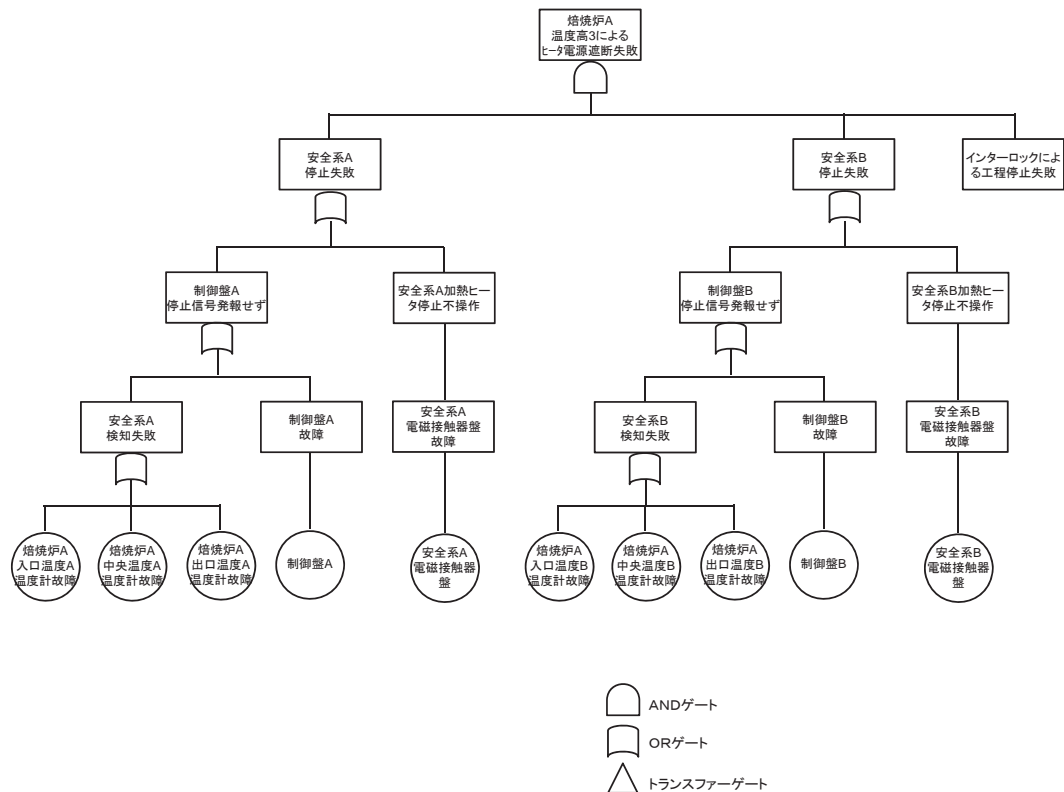 焙焼炉A
温度高3による
ﾋｰﾀ電源遮断失敗
安全系A
停止失敗
安全系B
停止失敗
インターロックによ
る工程停止失敗
制御盤A
停止信号発報せず
安全系A加熱ヒー
タ停止不操作
制御盤B
停止信号発報せず
安全系B加熱ヒー
タ停止不操作
安全系A
検知失敗
制御盤A
故障
安全系A
電磁接触器盤
故障
安全系B
検知失敗
制御盤B
故障
安全系B
電磁接触器盤
故障
焙焼炉A
入口温度A
温度計故障
焙焼炉A
中央温度A
温度計故障
焙焼炉A
出口温度A
温度計故障
制御盤A
安全系A
電磁接触器
盤
焙焼炉A
入口温度B
温度計故障
焙焼炉A
中央温度B
温度計故障
焙焼炉A
出口温度B
温度計故障
制御盤B
安全系B
電磁接触器
盤
ANDゲート
ORゲート
トランスファーゲート